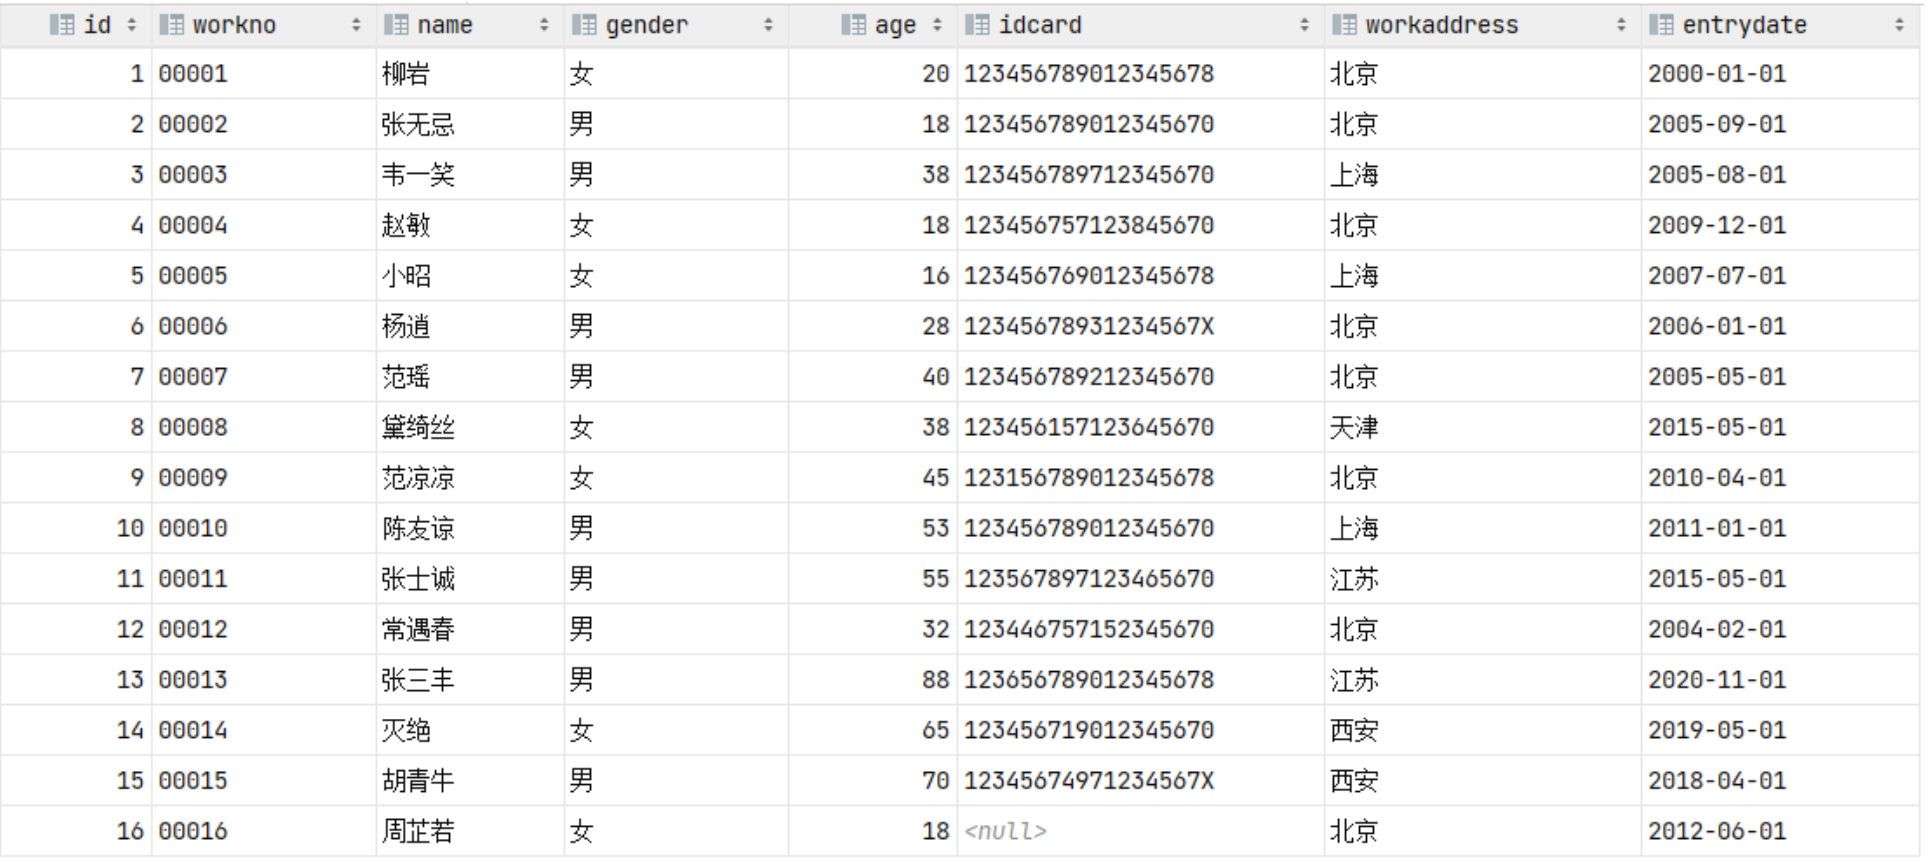 id workno name gender age idcard workaddress entrydate
1 00001 柳岩 女 20 123456789012345678 北京 2000-01-01
2 00002 张无忌 男 18 123456789012345670 北京 2005-09-01
3 00003 韦一笑 男 38 123456789712345670 上海 2005-08-01
4 00004 赵敏 女 18 123456757123845670 北京 2009-12-01
5 00005 小昭 女 16 123456769012345678 上海 2007-07-01
6 00006 杨逍 男 28 12345678931234567X 北京 2006-01-01
7 00007 范瑶 男 40 123456789212345670 北京 2005-05-01
8 00008 黛绮丝 女 38 123456157123645670 天津 2015-05-01
9 00009 范凉凉 女 45 123156789012345678 北京 2010-04-01
10 00010 陈友谅 男 53 123456789012345670 上海 2011-01-01
11 00011 张士诚 男 55 123567897123465670 江苏 2015-05-01
12 00012 常遇春 男 32 123446757152345670 北京 2004-02-01
13 00013 张三丰 男 88 123656789012345678 江苏 2020-11-01
14 00014 灭绝 女 65 123456719012345670 西安 2019-05-01
15 00015 胡青牛 男 70 12345674971234567X 西安 2018-04-01
16 00016 周芷若 女 18 <null> 北京 2012-06-01